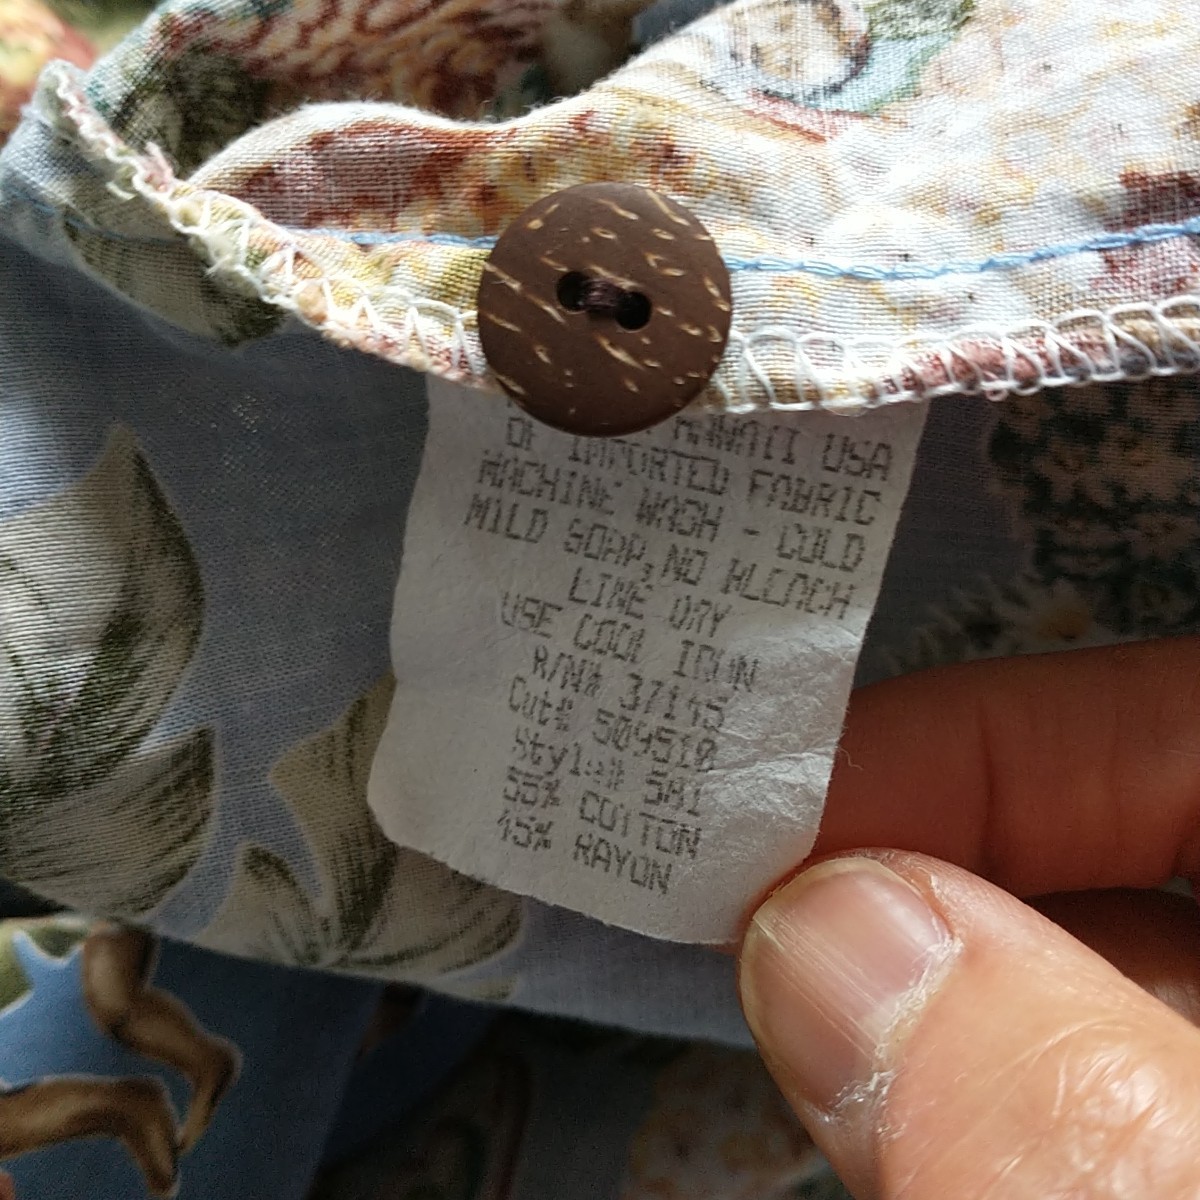 HAWAII USA
OF IMPORTED FABRIC
MACHINE WASH - COLD
MILD SOAP, NO BLEACH
LINE DRY
USE COOL IRON
R/N# 37145
Cut# 509510
Style# 581
55% COTTON
45% RAYON